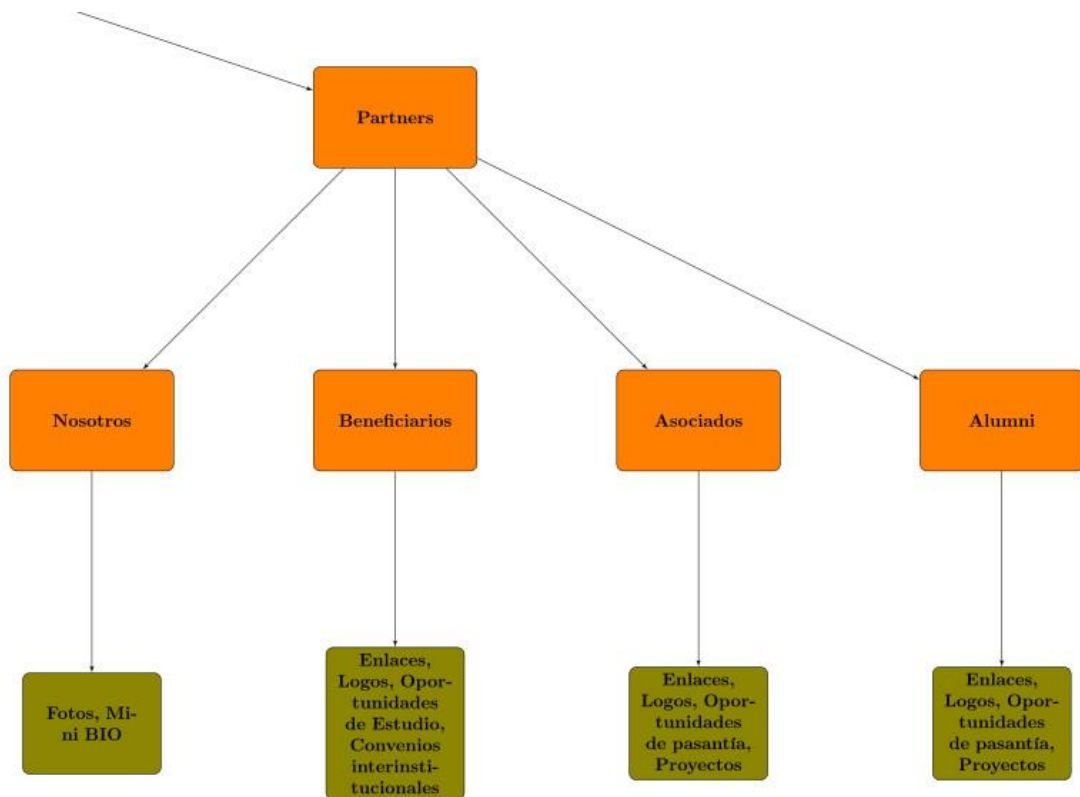 Partners
Nosotros
Beneficiarios
Asociados
Alumni
Fotos, Mi-
ni BIO
Enlaces,
Logos, Opor-
tunidades
de Estudio,
Convenios
interinsti-
tucionales
Enlaces,
Logos, Opor-
tunidades
de pasantía,
Proyectos
Enlaces,
Logos, Opor-
tunidades
de pasantía,
Proyectos